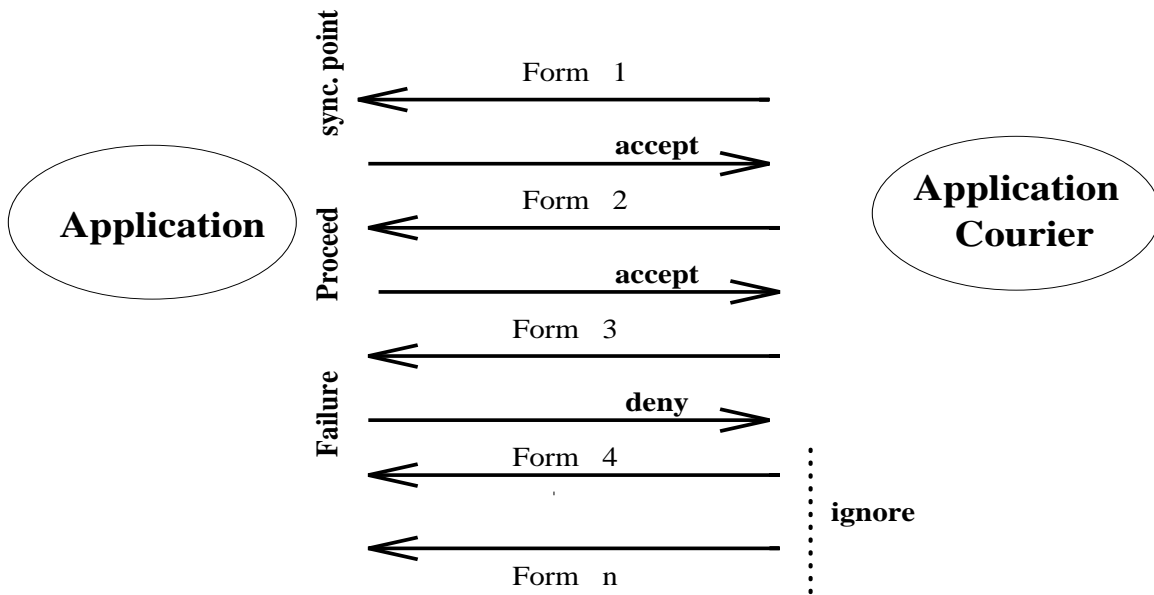 sync. point
Form 1
accept
Application
Application
Courier
Form 2
Proceed
accept
Form 3
Failure
deny
Form 4
ignore
Form n